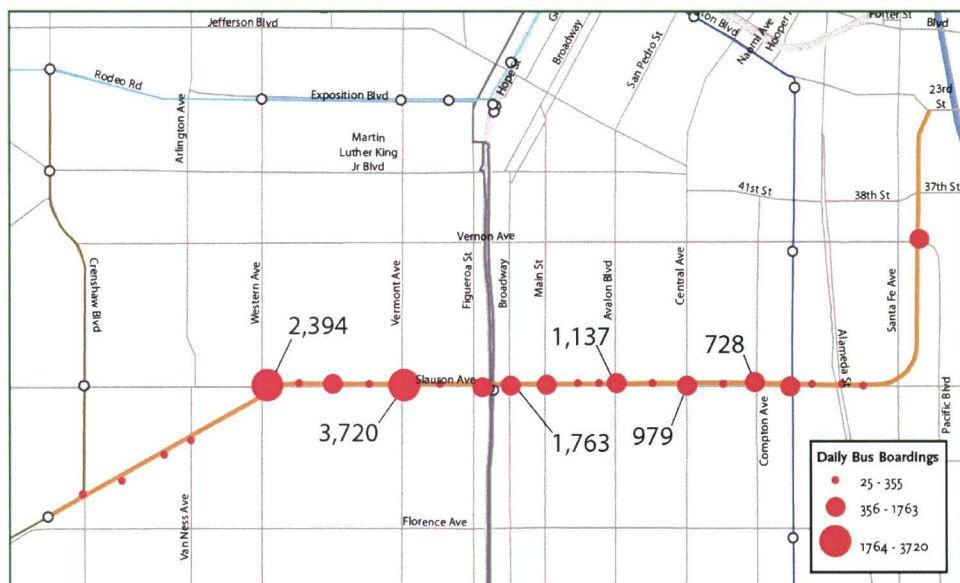 Jefferson Blvd
Broadway
San Pedro St
Naomi Ave
Blvd
Rodeo Rd
Hope St
Exposition Blvd
23rd
St
Arlington Ave
Martin
Luther King
Jr Blvd
41st St
38th St
37th St
Vernon Ave
Crenshaw Blvd
Western Ave
Vermont Ave
Figueroa St
Broadway
Main St
Avalon Blvd
Central Ave
Santa Fe Ave
2,394
1,137
728
Slauson Ave
Alameda St
3,720
1,763
979
Compton Ave
Pacific Blvd
Van Ness Ave
Florence Ave
Daily Bus Boardings
25 - 355
356 - 1763
1764 - 3720